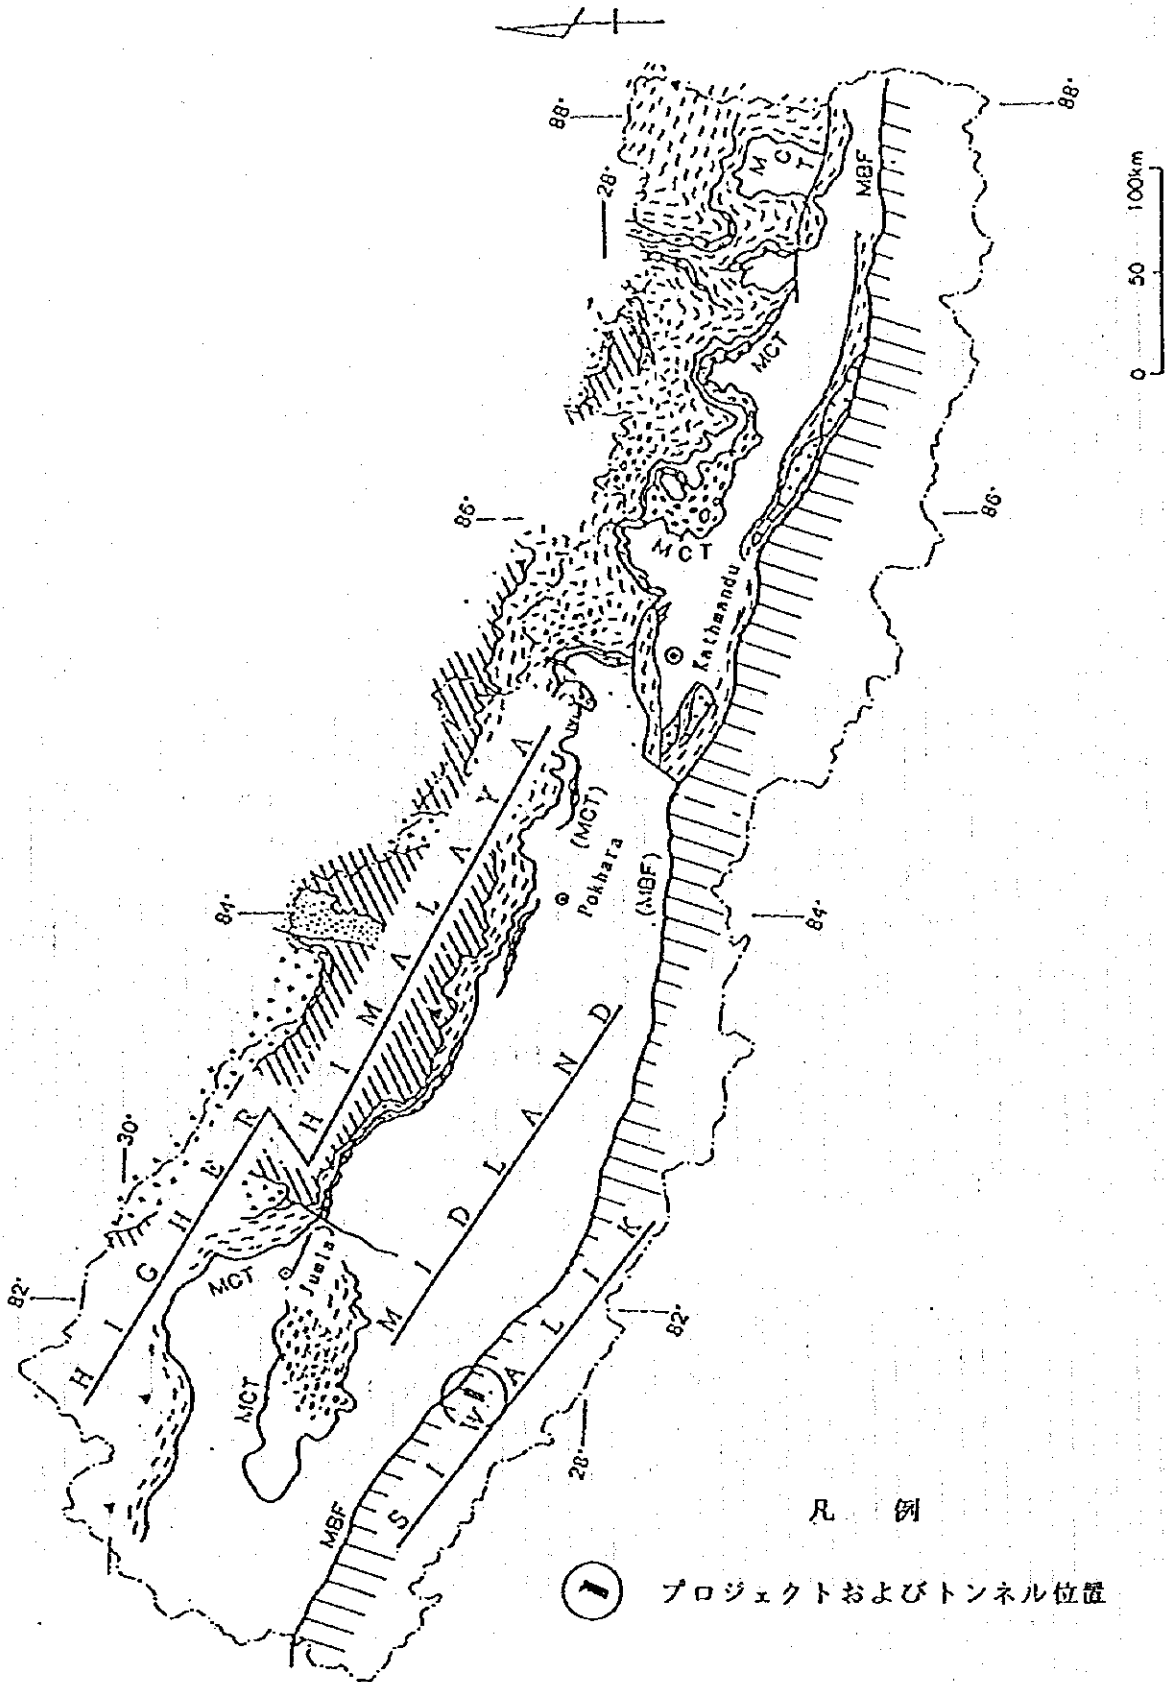 88°
88°
28°
M C T
MBF
100km
50
0
MCT
86°
86°
MCT
Kathmandu
HIGHER
HIMALAYA
(MCT)
Pokhara
(MBF)
84°
84°
30°
MIDLAND
82°
MCT
Jumla
82°
MCT
SIWALIK
28°
MBF
凡 例
1 プロジェクトおよびトンネル位置